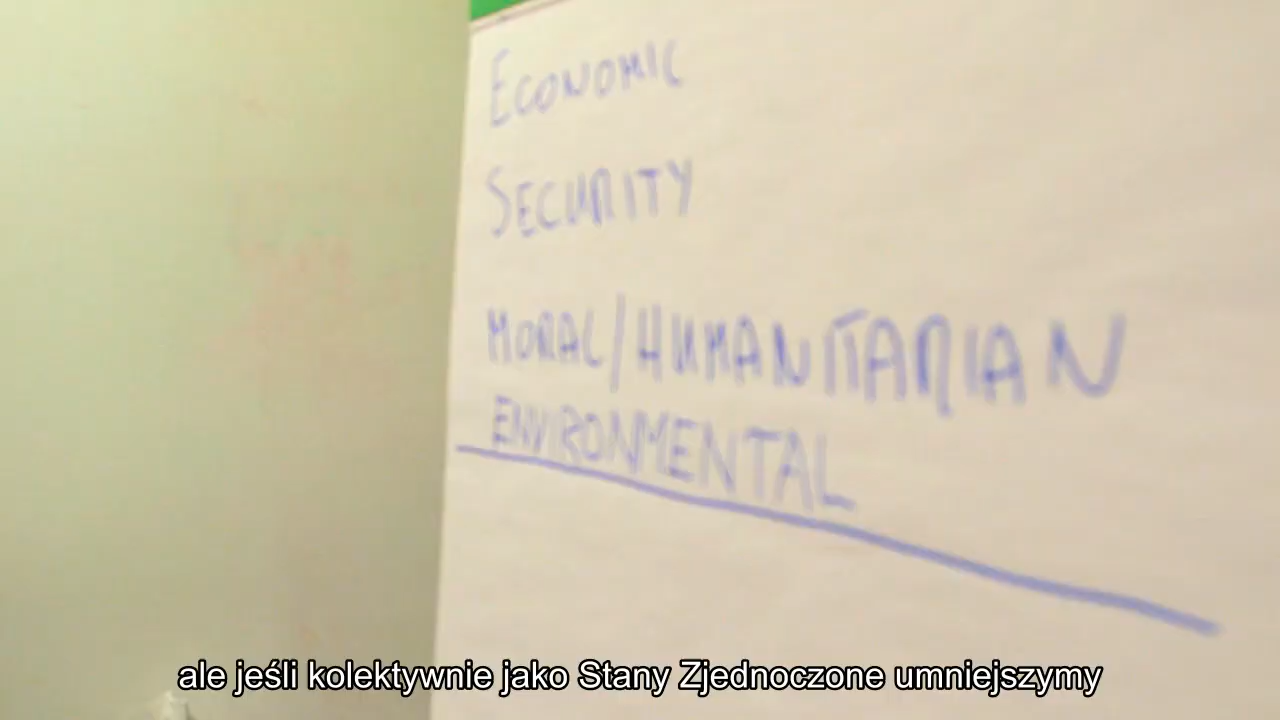 ECONOMIC
SECURITY
MORAL/HUMANITARIAN
ENVIRONMENTAL
ale jeśli kolektywnie jako Stany Zjednoczone umniejszymy